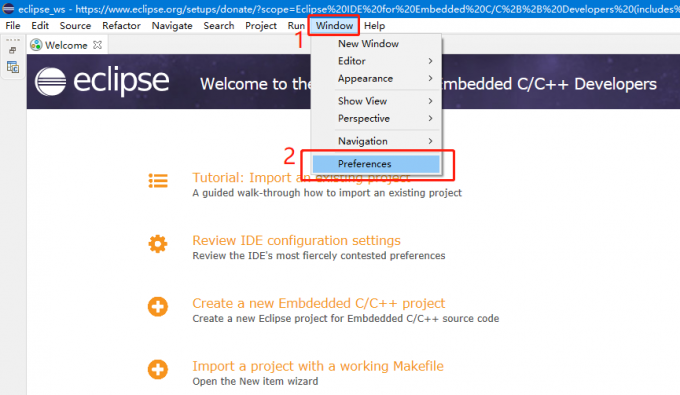 eclipse_ws - https://www.eclipse.org/setups/donate/?scope=Eclipse%20IDE%20for%20Embedded%20C/C%2B%2B%20Developers%20(includes%
File Edit Source Refactor Navigate Search Project Run Window Help
1
Welcome
New Window
Editor
Appearance
eclipse
Welcome to the
Embedded C/C++ Developers
Show View
Perspective
Navigation
2
Preferences
Tutorial: Import an existing project
A guided walk-through how to import an existing project
Review IDE configuration settings
Review the IDE's most fiercely contested preferences
Create a new Embdedded C/C++ project
Create a new Eclipse project for Embdedded C/C++ source code
Import a project with a working Makefile
Open the New item wizard